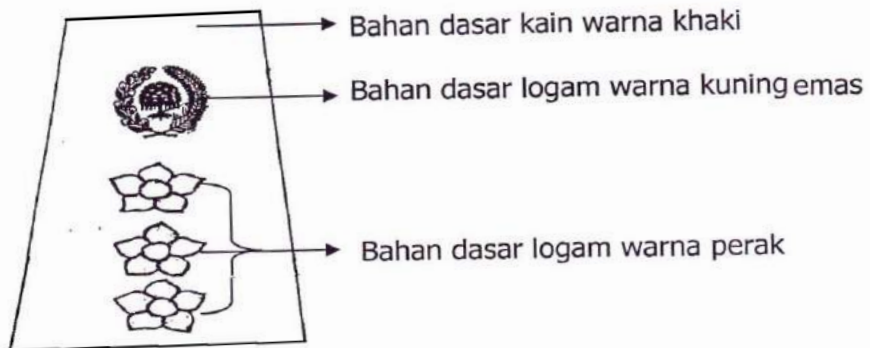 Bahan dasar kain warna khaki
Bahan dasar logam warna kuning emas
Bahan dasar logam warna perak